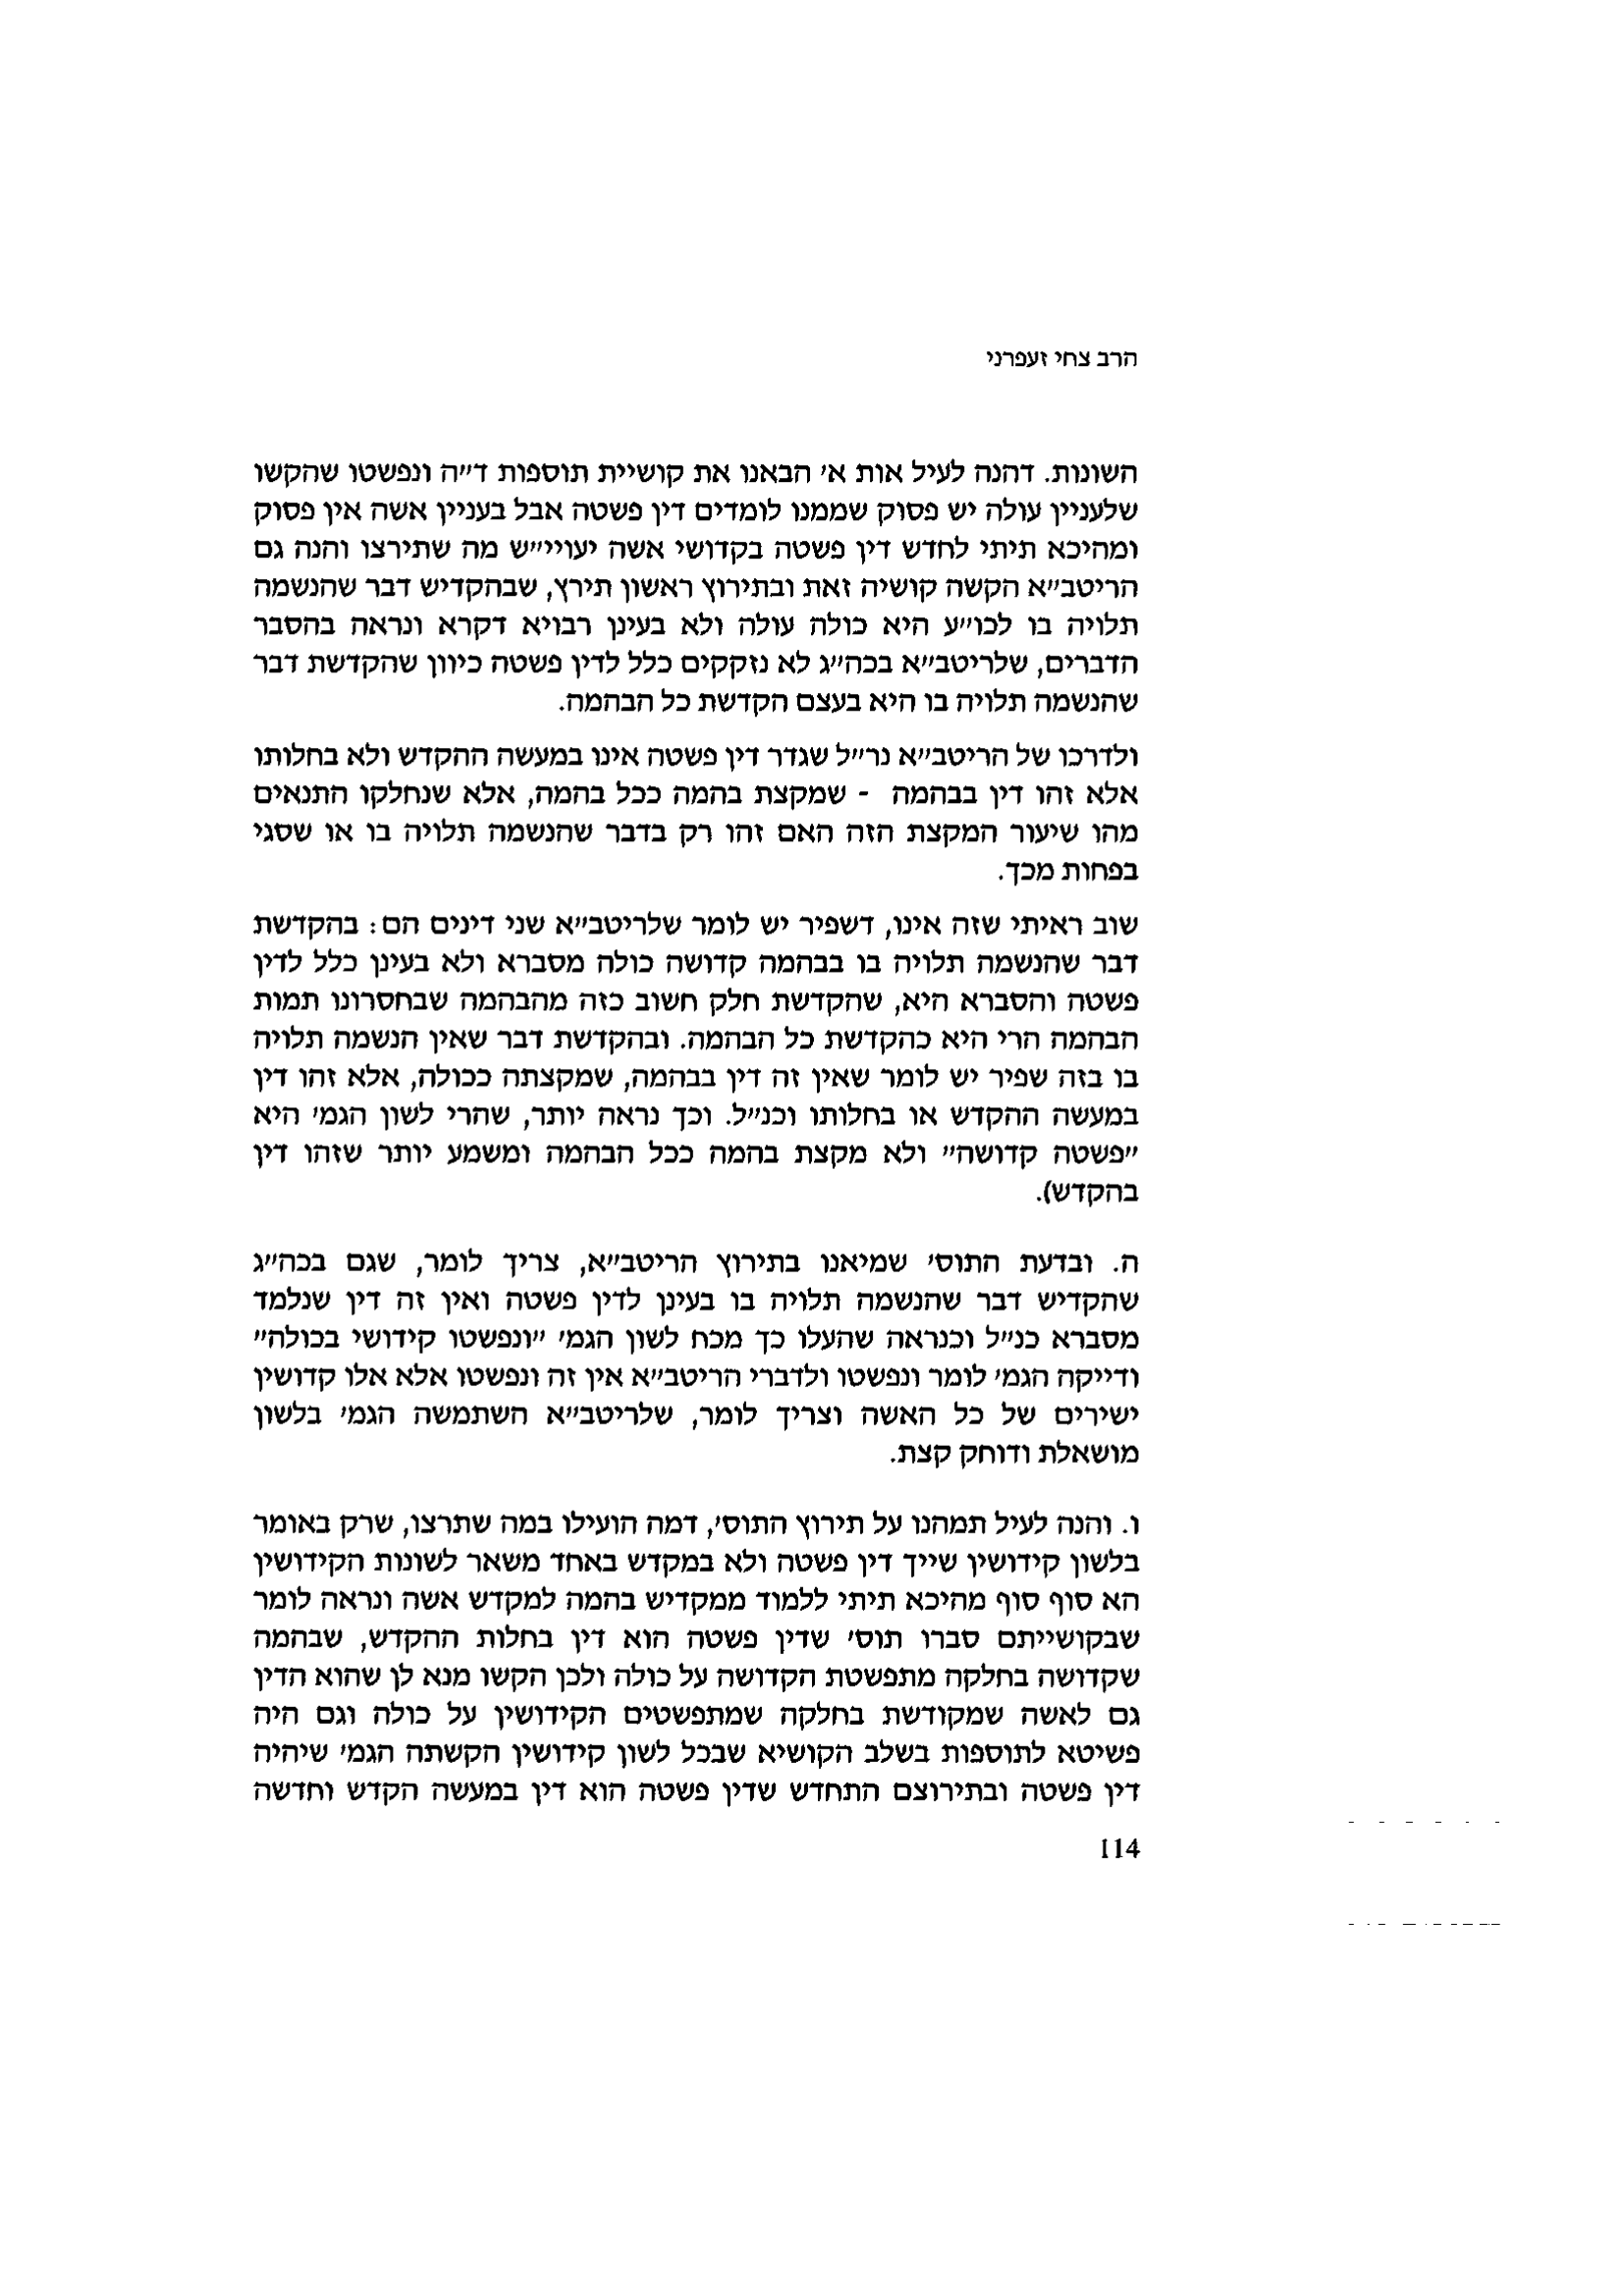 הרב צחי זעפרני
השונות. דהנה לעיל אות א׳ הבאנו את קושיית תוספות ד״ה ונפשטו שהקשו
שלעניין עולה יש פסוק שממנו לומדים דין פשטה אבל בעניין אשה אין פסוק
ומהיכא תיתי לחדש דין פשטה בקדושי אשה יעויי״ש מה שתירצו והנה גם
הריטב״א הקשה קושיה זאת ובתירוץ ראשון תירץ, שבהקדיש דבר שהנשמה
תלויה בו לכו״ע היא כולה עולה ולא בעינן רבויא דקרא ונראה בהסבר
הדברים, שלריטב״א בכה״ג לא נזקקים כלל לדין פשטה כיוון שהקדשת דבר
שהנשמה תלויה בו היא בעצם הקדשת כל הבהמה.
ולדרכו של הריטב״א נר״ל שגדר דין פשטה אינו במעשה ההקדש ולא בחלותו
אלא זהו דין בבהמה - שמקצת בהמה ככל בהמה, אלא שנחלקו התנאים
מהו שיעור המקצת הזה האם זהו רק בדבר שהנשמה תלויה בו או שסגי
בפחות מכך.
שוב ראיתי שזה אינו, דשפיר יש לומר שלריטב״א שני דינים הם: בהקדשת
דבר שהנשמה תלויה בו בבהמה קדושה כולה מסברא ולא בעינן כלל לדין
פשטה והסברא היא, שהקדשת חלק חשוב כזה מהבהמה שבחסרונו תמות
הבהמה הרי היא כהקדשת כל הבהמה. ובהקדשת דבר שאין הנשמה תלויה
בו בזה שפיר יש לומר שאין זה דין בבהמה, שמקצתה ככולה, אלא זהו דין
במעשה ההקדש או בחלותו וכנ״ל. וכך נראה יותר, שהרי לשון הגמ׳ היא
״פשטה קדושה״ ולא מקצת בהמה ככל הבהמה ומשמע יותר שזהו דין
בהקדש).
ה. ובדעת התוס׳ שמיאנו בתירוץ הריטב״א, צריך לומר, שגם בכה״ג
שהקדיש דבר שהנשמה תלויה בו בעינן לדין פשטה ואין זה דין שנלמד
מסברא כנ״ל וכנראה שהעלו כך מכח לשון הגמ׳ ״ונפשטו קידושי בכולה״
ודייקה הגמ׳ לומר ונפשטו ולדברי הריטב״א אין זה ונפשטו אלא אלו קדושין
ישירים של כל האשה וצריך לומר, שלריטב״א השתמשה הגמ׳ בלשון
מושאלת ודוחק קצת.
ו. והנה לעיל תמהנו על תירוץ התוס׳, דמה הועילו במה שתרצו, שרק באומר
בלשון קידושין שייך דין פשטה ולא במקדש באחד משאר לשונות הקידושין
הא סוף סוף מהיכא תיתי ללמוד ממקדיש בהמה למקדש אשה ונראה לומר
שבקושייתם סברו תוס׳ שדין פשטה הוא דין בחלות ההקדש, שבהמה
שקדושה בחלקה מתפשטת הקדושה על כולה ולכן הקשו מנא לן שהוא הדין
גם לאשה שמקודשת בחלקה שמתפשטים הקידושין על כולה וגם היה
פשיטא לתוספות בשלב הקושיא שבכל לשון קידושין הקשתה הגמ׳ שיהיה
דין פשטה ובתירוצם התחדש שדין פשטה הוא דין במעשה הקדש וחדשה
114